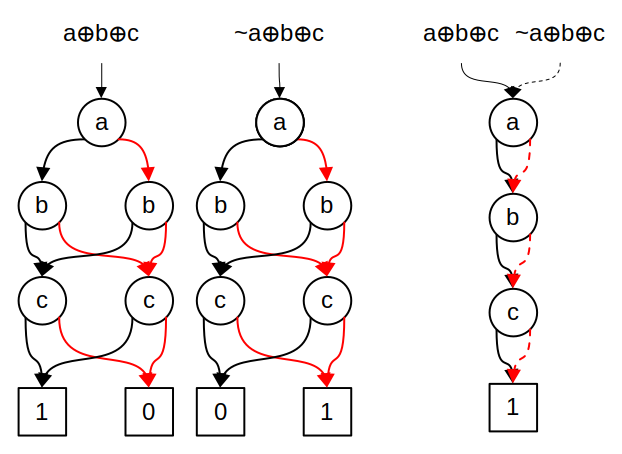 a⊕b⊕c ~a⊕b⊕c a⊕b⊕c ~a⊕b⊕c
a a a
b b b b b
c c c c c
1 0 0 1 1